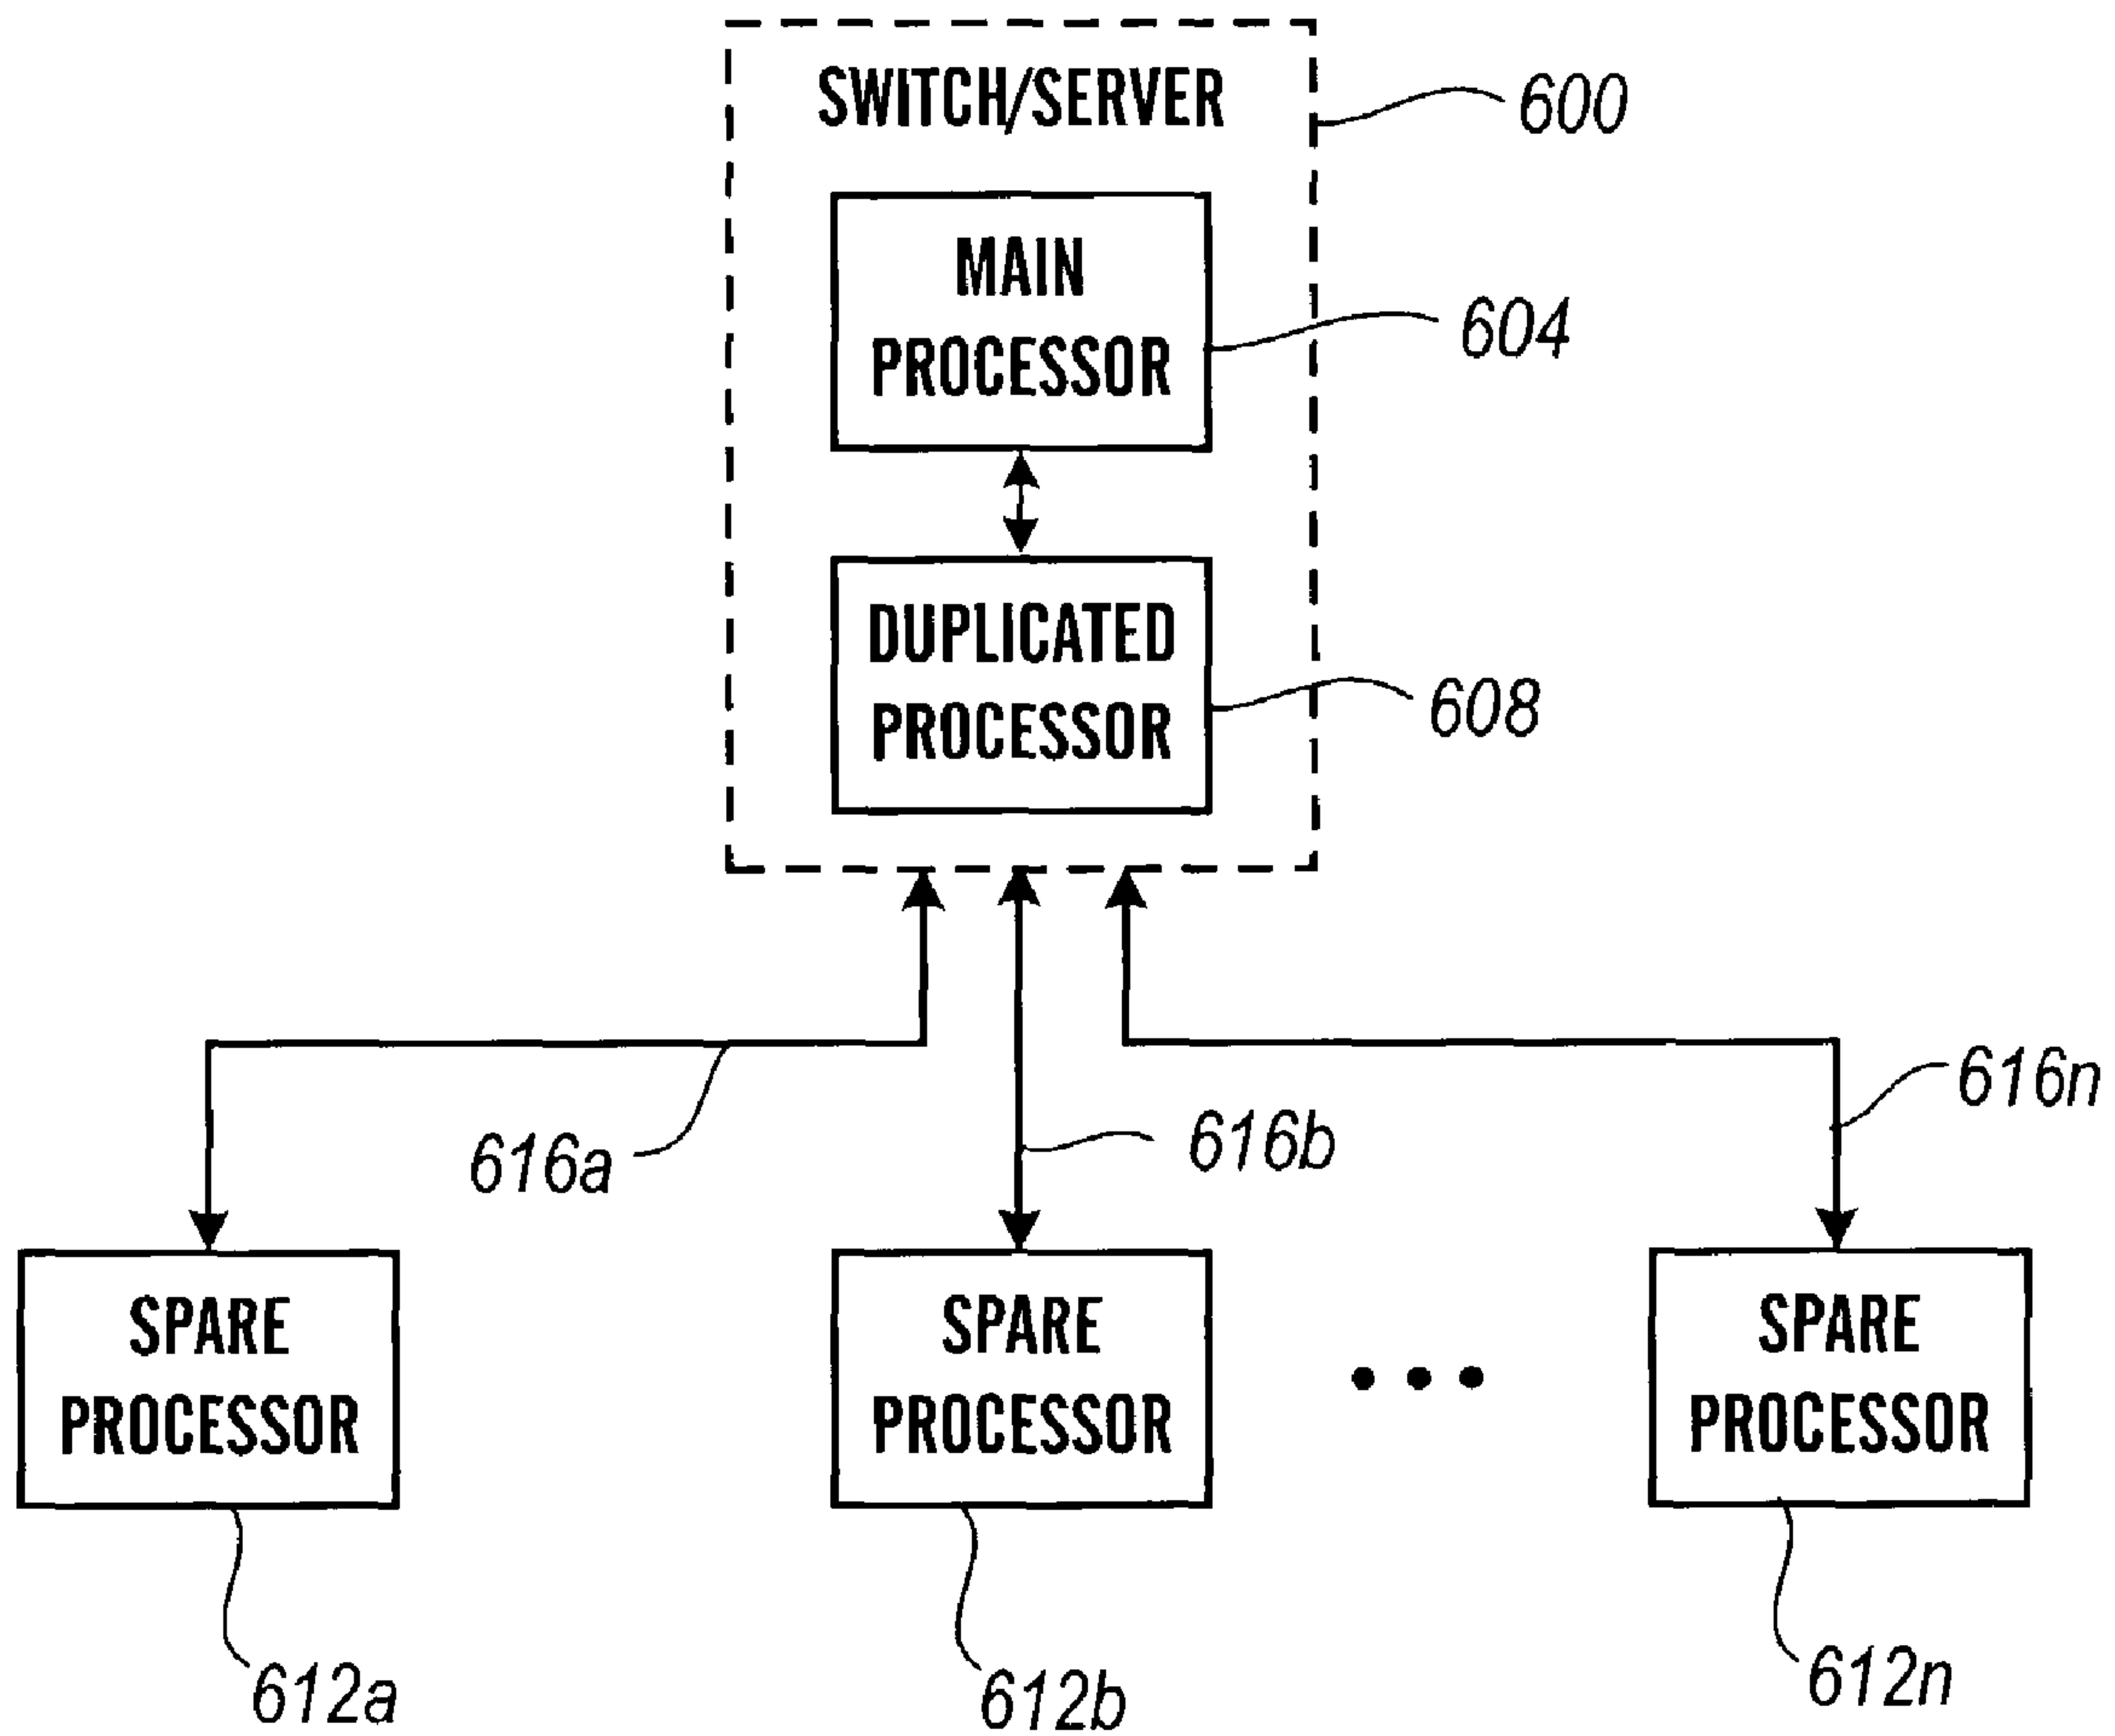 SWITCH/SERVER
600
MAIN
PROCESSOR
604
DUPLICATED
PROCESSOR
608
616a
616b
616n
SPARE
PROCESSOR
SPARE
PROCESSOR
SPARE
PROCESSOR
612a
612b
612n